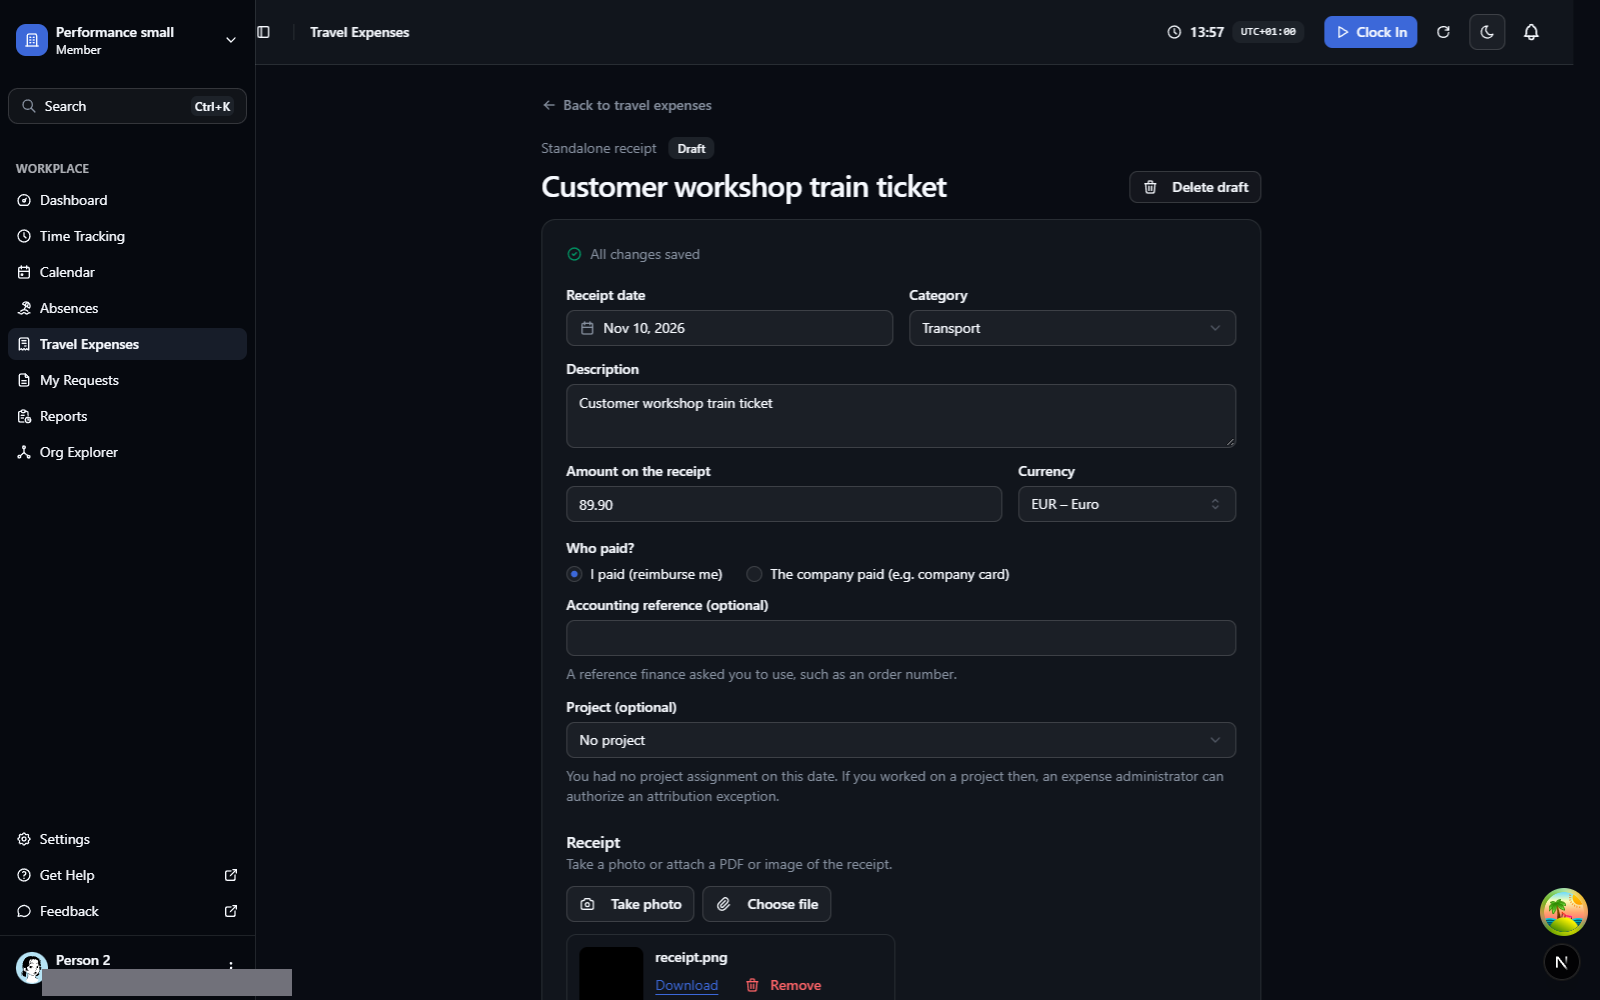 Performance small
Member
Search
Ctrl+K
WORKPLACE
Dashboard
Time Tracking
Calendar
Absences
Travel Expenses
My Requests
Reports
Org Explorer
Settings
Get Help
Feedback
Person 2
Travel Expenses
13:57
UTC+01:00
Clock In
Back to travel expenses
Standalone receipt
Draft
Customer workshop train ticket
Delete draft
All changes saved
Receipt date
Category
Nov 10, 2026
Transport
Description
Customer workshop train ticket
Amount on the receipt
Currency
89.90
EUR – Euro
Who paid?
I paid (reimburse me)
The company paid (e.g. company card)
Accounting reference (optional)
A reference finance asked you to use, such as an order number.
Project (optional)
No project
You had no project assignment on this date. If you worked on a project then, an expense administrator can
authorize an attribution exception.
Receipt
Take a photo or attach a PDF or image of the receipt.
Take photo
Choose file
receipt.png
Download
Remove
N